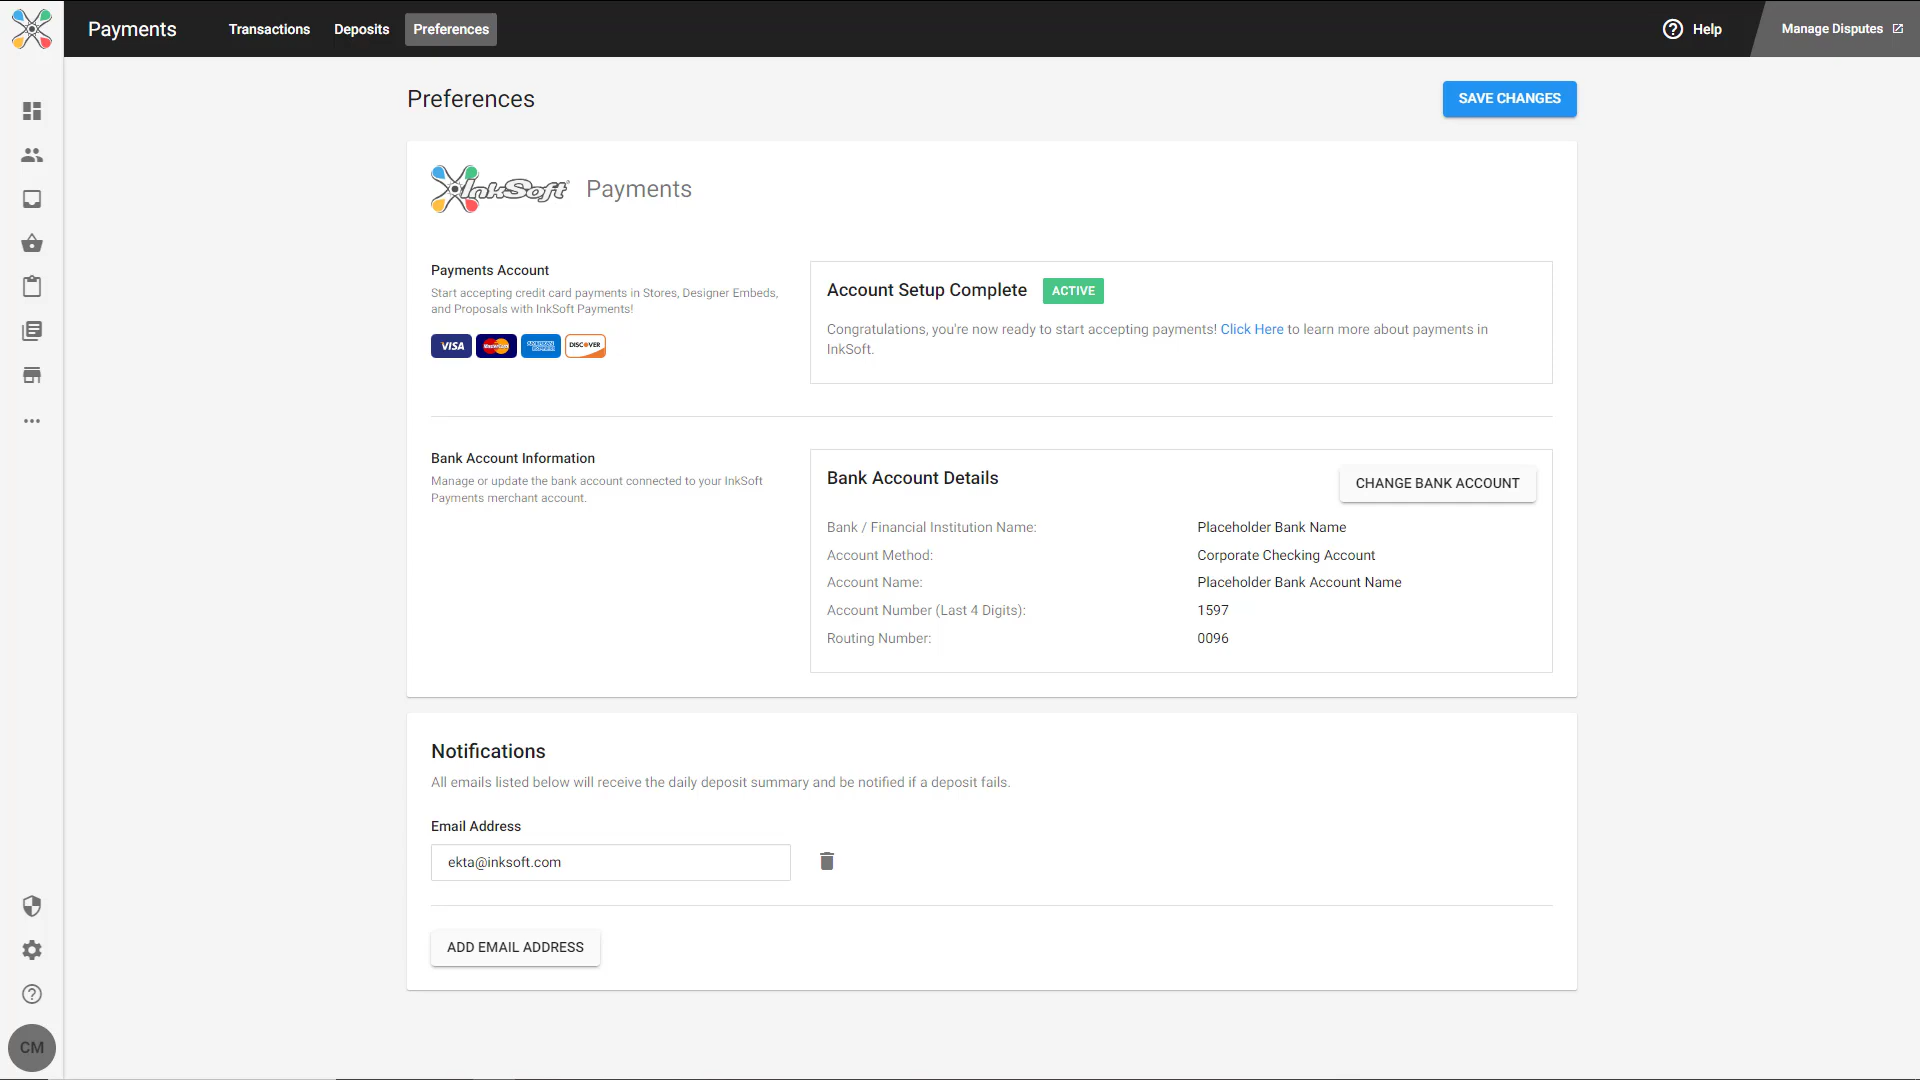 Payments
Transactions
Deposits
Preferences
Help
Manage Disputes
Preferences
SAVE CHANGES
InkSoft Payments
Payments Account
Start accepting credit card payments in Stores, Designer Embeds,
and Proposals with InkSoft Payments!
VISA
MasterCard
AMERICAN EXPRESS
DISCOVER
Account Setup Complete
ACTIVE
Congratulations, you're now ready to start accepting payments! Click Here to learn more about payments in
InkSoft.
Bank Account Information
Manage or update the bank account connected to your InkSoft
Payments merchant account.
Bank Account Details
CHANGE BANK ACCOUNT
Bank / Financial Institution Name: Placeholder Bank Name
Account Method: Corporate Checking Account
Account Name: Placeholder Bank Account Name
Account Number (Last 4 Digits): 1597
Routing Number: 0096
Notifications
All emails listed below will receive the daily deposit summary and be notified if a deposit fails.
Email Address
ekta@inksoft.com
ADD EMAIL ADDRESS
CM